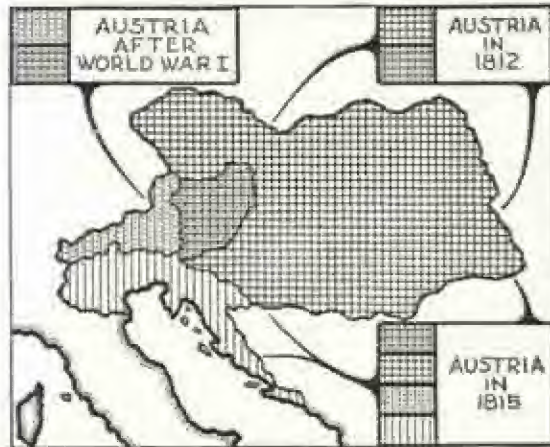 AUSTRIA
AFTER
WORLD WAR I
AUSTRIA
IN
1812
AUSTRIA
IN
1815